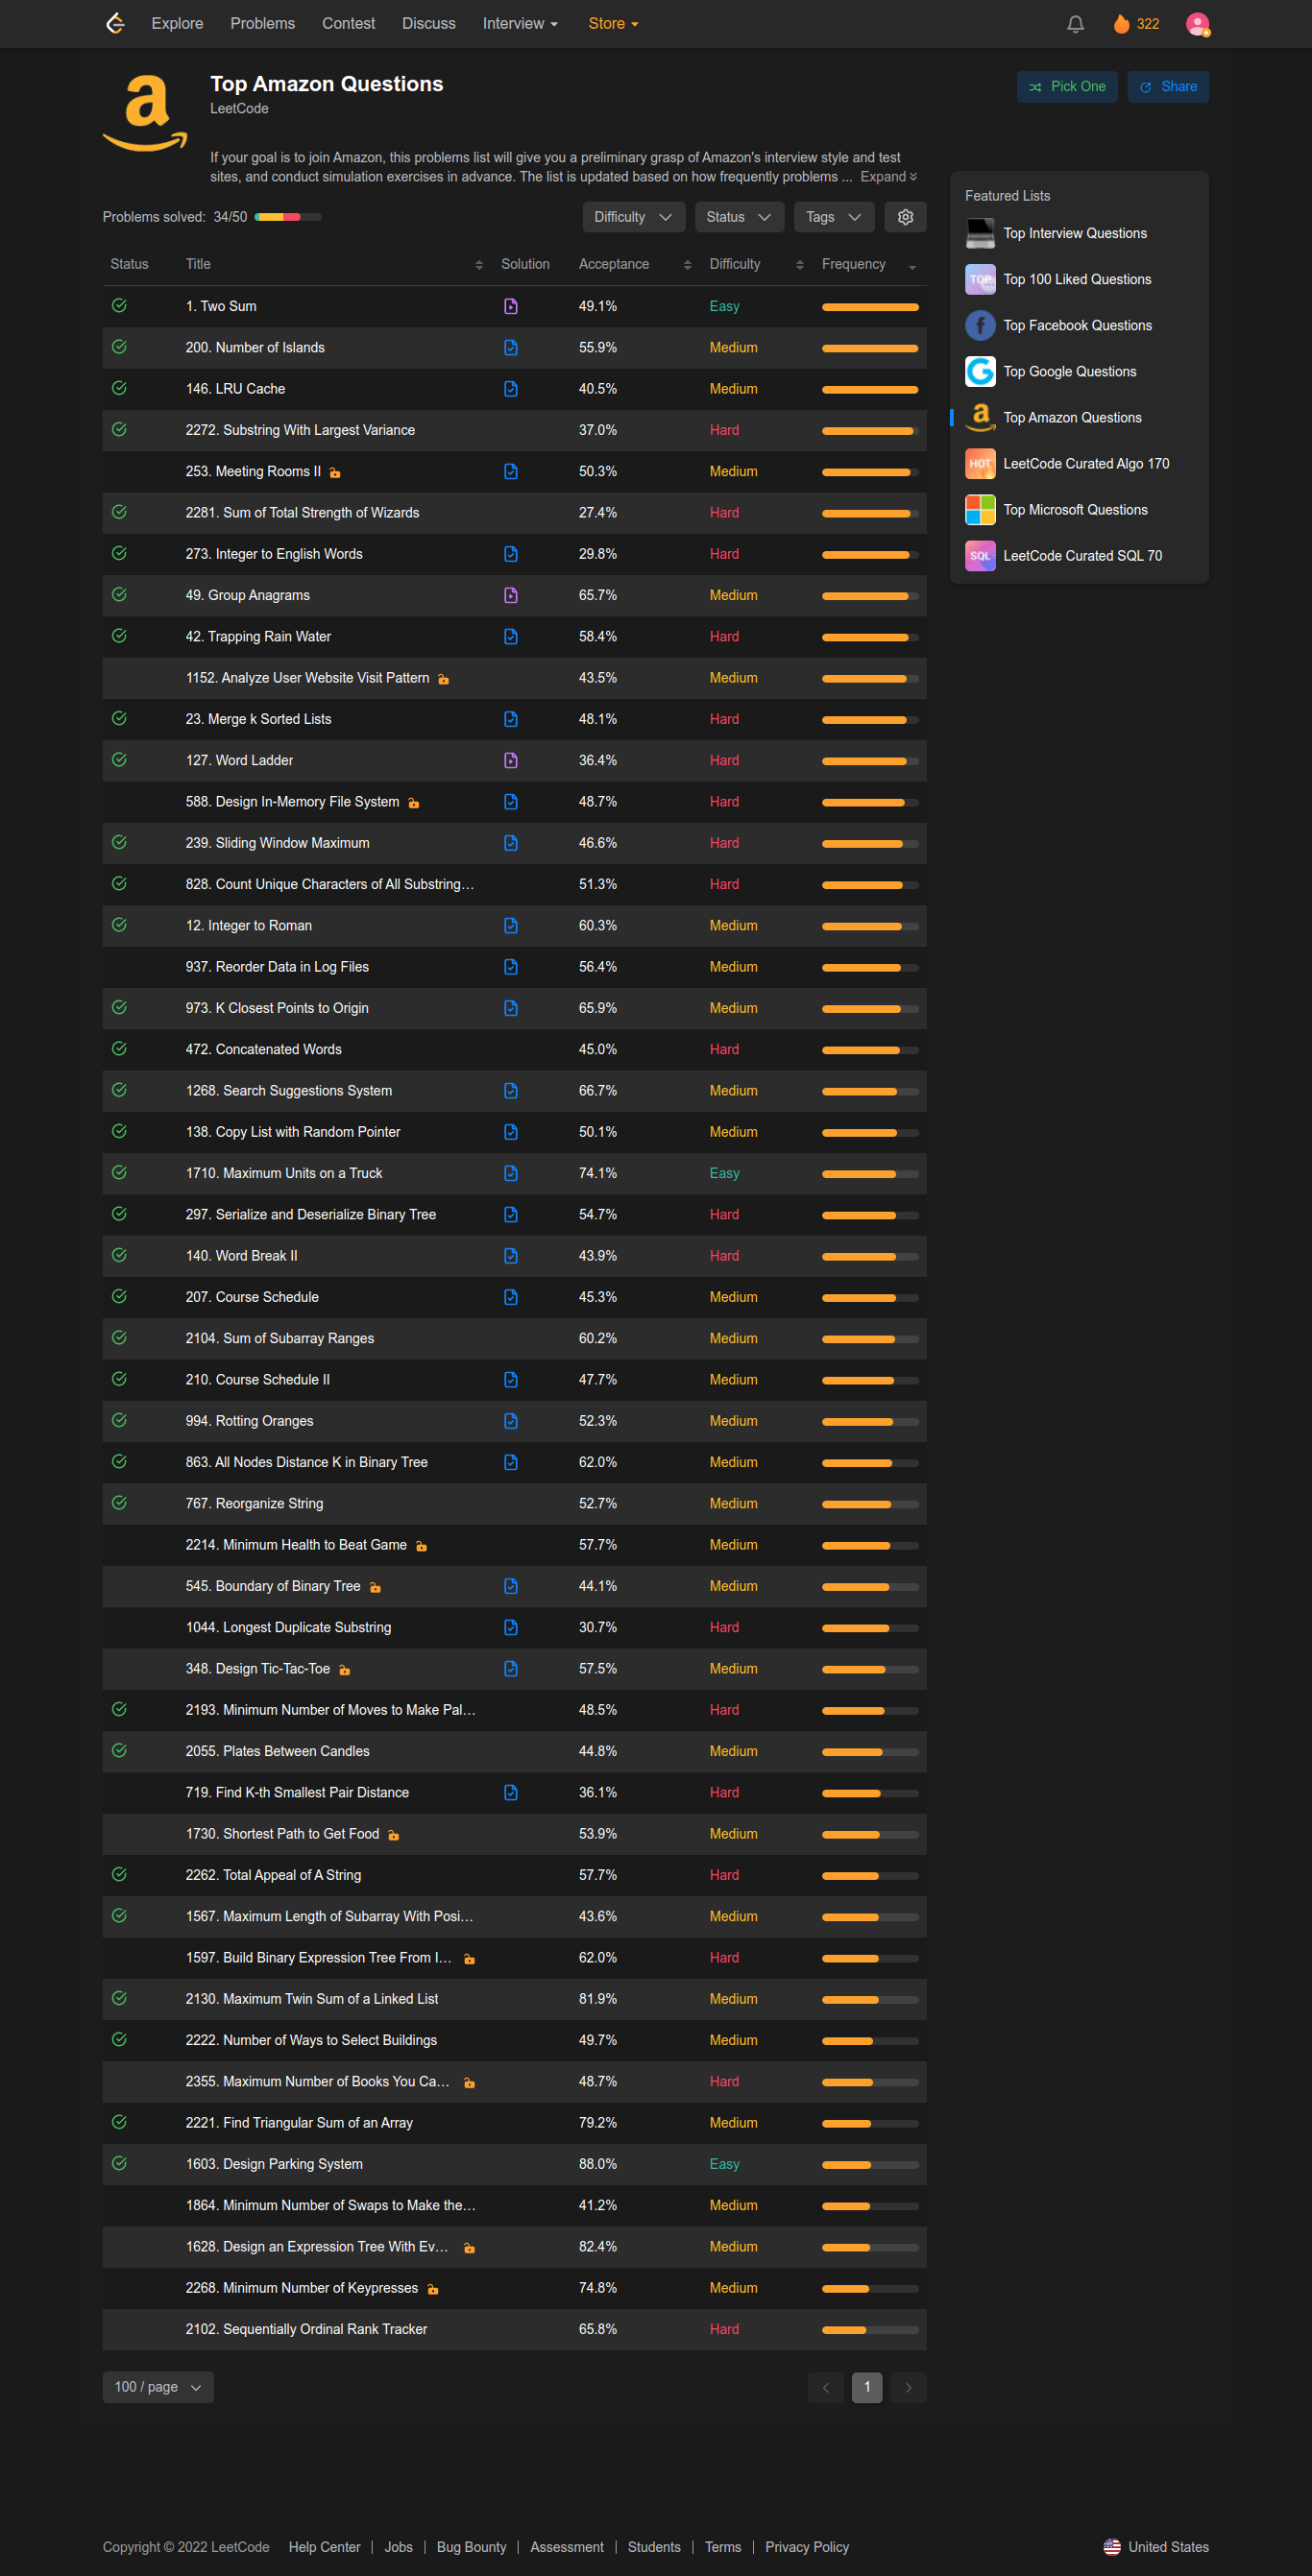 Explore Problems Contest Discuss Interview Store 322
Top Amazon Questions
LeetCode
Pick One Share
If your goal is to join Amazon, this problems list will give you a preliminary grasp of Amazon's interview style and test
sites, and conduct simulation exercises in advance. The list is updated based on how frequently problems ... Expand
Problems solved: 34/50 Difficulty Status Tags
Status Title Solution Acceptance Difficulty Frequency
1. Two Sum 49.1% Easy
200. Number of Islands 55.9% Medium
146. LRU Cache 40.5% Medium
2272. Substring With Largest Variance 37.0% Hard
253. Meeting Rooms II 50.3% Medium
2281. Sum of Total Strength of Wizards 27.4% Hard
273. Integer to English Words 29.8% Hard
49. Group Anagrams 65.7% Medium
42. Trapping Rain Water 58.4% Hard
1152. Analyze User Website Visit Pattern 43.5% Medium
23. Merge k Sorted Lists 48.1% Hard
127. Word Ladder 36.4% Hard
588. Design In-Memory File System 48.7% Hard
239. Sliding Window Maximum 46.6% Hard
828. Count Unique Characters of All Substring... 51.3% Hard
12. Integer to Roman 60.3% Medium
937. Reorder Data in Log Files 56.4% Medium
973. K Closest Points to Origin 65.9% Medium
472. Concatenated Words 45.0% Hard
1268. Search Suggestions System 66.7% Medium
138. Copy List with Random Pointer 50.1% Medium
1710. Maximum Units on a Truck 74.1% Easy
297. Serialize and Deserialize Binary Tree 54.7% Hard
140. Word Break II 43.9% Hard
207. Course Schedule 45.3% Medium
2104. Sum of Subarray Ranges 60.2% Medium
210. Course Schedule II 47.7% Medium
994. Rotting Oranges 52.3% Medium
863. All Nodes Distance K in Binary Tree 62.0% Medium
767. Reorganize String 52.7% Medium
2214. Minimum Health to Beat Game 57.7% Medium
545. Boundary of Binary Tree 44.1% Medium
1044. Longest Duplicate Substring 30.7% Hard
348. Design Tic-Tac-Toe 57.5% Medium
2193. Minimum Number of Moves to Make Pal... 48.5% Hard
2055. Plates Between Candles 44.8% Medium
719. Find K-th Smallest Pair Distance 36.1% Hard
1730. Shortest Path to Get Food 53.9% Medium
2262. Total Appeal of A String 57.7% Hard
1567. Maximum Length of Subarray With Posi... 43.6% Medium
1597. Build Binary Expression Tree From I... 62.0% Hard
2130. Maximum Twin Sum of a Linked List 81.9% Medium
2222. Number of Ways to Select Buildings 49.7% Medium
2355. Maximum Number of Books You Ca... 48.7% Hard
2221. Find Triangular Sum of an Array 79.2% Medium
1603. Design Parking System 88.0% Easy
1864. Minimum Number of Swaps to Make the... 41.2% Medium
1628. Design an Expression Tree With Ev... 82.4% Medium
2268. Minimum Number of Keypresses 74.8% Medium
2102. Sequentially Ordinal Rank Tracker 65.8% Hard
100 / page 1
Featured Lists
Top Interview Questions
TOP Top 100 Liked Questions
Top Facebook Questions
Top Google Questions
Top Amazon Questions
HOT LeetCode Curated Algo 170
Top Microsoft Questions
SQL LeetCode Curated SQL 70
Copyright © 2022 LeetCode Help Center | Jobs | Bug Bounty | Assessment | Students | Terms | Privacy Policy United States